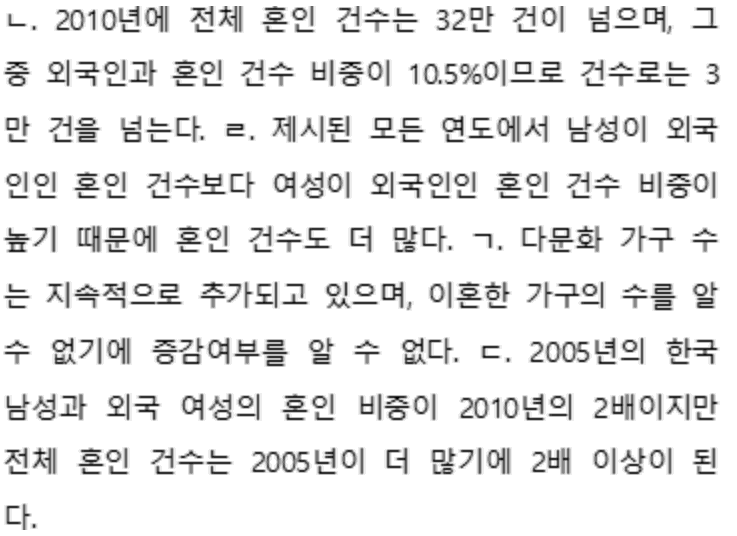 ㄴ. 2010년에 전체 혼인 건수는 32만 건이 넘으며, 그
중 외국인과 혼인 건수 비중이 10.5%이므로 건수로는 3
만 건을 넘는다. ㄹ. 제시된 모든 연도에서 남성이 외국
인인 혼인 건수보다 여성이 외국인인 혼인 건수 비중이
높기 때문에 혼인 건수도 더 많다. ㄱ. 다문화 가구 수
는 지속적으로 추가되고 있으며, 이혼한 가구의 수를 알
수 없기에 증감여부를 알 수 없다. ㄷ. 2005년의 한국
남성과 외국 여성의 혼인 비중이 2010년의 2배이지만
전체 혼인 건수는 2005년이 더 많기에 2배 이상이 된
다.